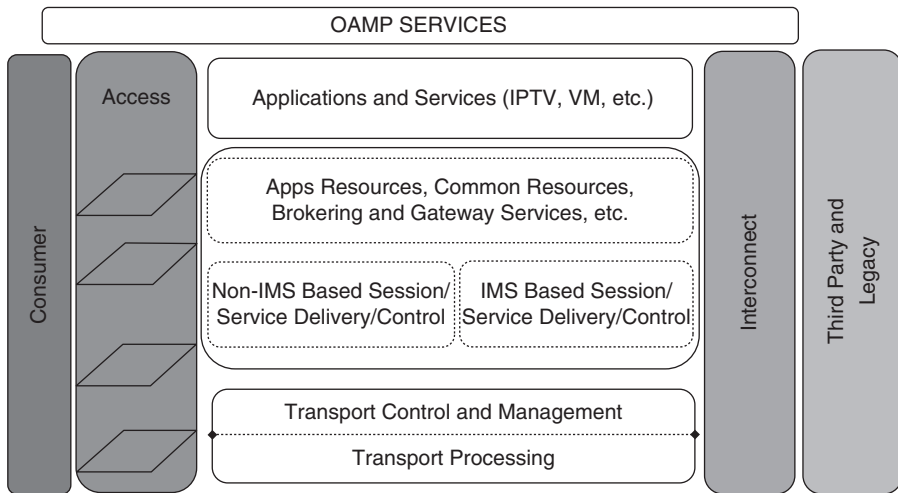 OAMP SERVICES
Consumer
Access
Applications and Services (IPTV, VM, etc.)
Apps Resources, Common Resources,
Brokering and Gateway Services, etc.
Non-IMS Based Session/
Service Delivery/Control
IMS Based Session/
Service Delivery/Control
Transport Control and Management
Transport Processing
Interconnect
Third Party and
Legacy